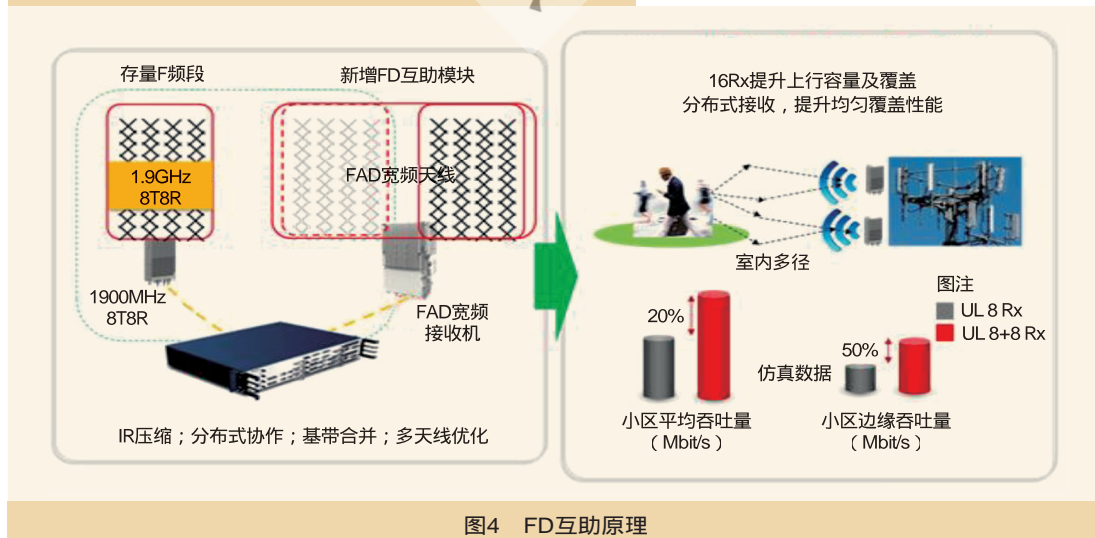 存量F频段
新增FD互助模块
1.9GHz
8T8R
FAD宽频天线
1900MHz
8T8R
FAD宽频
接收机
IR压缩；分布式协作；基带合并；多天线优化
16Rx提升上行容量及覆盖
分布式接收，提升均匀覆盖性能
室内多径
图注
UL 8 Rx
UL 8+8 Rx
20%
50%
仿真数据
小区平均吞吐量
（Mbit/s）
小区边缘吞吐量
（Mbit/s）
图4 FD互助原理